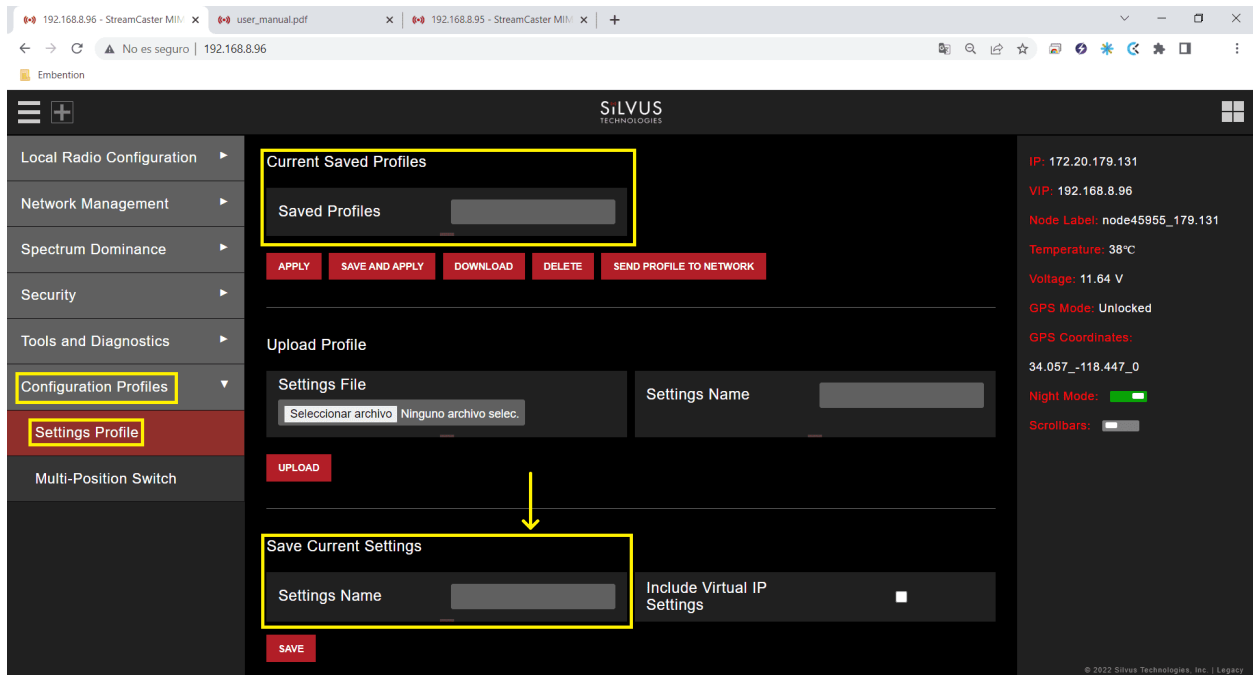 192.168.8.96 - StreamCaster MIM
user_manual.pdf
192.168.8.95 - StreamCaster MIM
No es seguro | 192.168.8.96
Embention
SiLVUS
TECHNOLOGIES
Local Radio Configuration
Network Management
Spectrum Dominance
Security
Tools and Diagnostics
Configuration Profiles
Settings Profile
Multi-Position Switch
Current Saved Profiles
Saved Profiles
APPLY SAVE AND APPLY DOWNLOAD DELETE SEND PROFILE TO NETWORK
Upload Profile
Settings File
Seleccionar archivo Ninguno archivo selec.
Settings Name
UPLOAD
Save Current Settings
Settings Name
Include Virtual IP
Settings
SAVE
IP: 172.20.179.131
VIP: 192.168.8.96
Node Label: node45955_179.131
Temperature: 38℃
Voltage: 11.64 V
GPS Mode: Unlocked
GPS Coordinates:
34.057_-118.447_0
Night Mode:
Scrollbars:
© 2022 Silvus Technologies, Inc. | Legacy